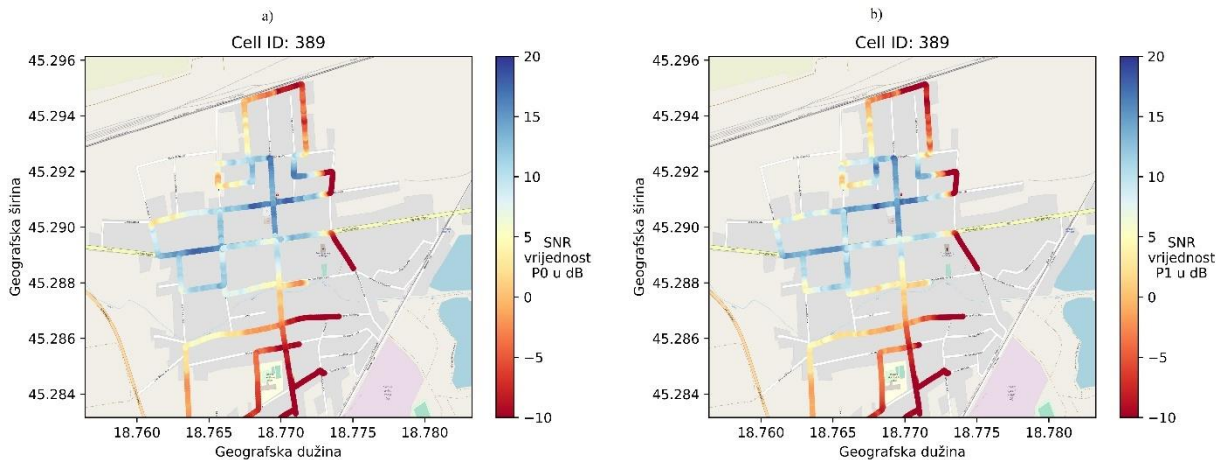 a)
Cell ID: 389
45.296
45.294
45.292
45.290
45.288
45.286
45.284
Geografska širina
18.760 18.765 18.770 18.775 18.780
Geografska dužina
20
15
10
5
0
−5
−10
SNR
vrijednost
P0 u dB
b)
Cell ID: 389
45.296
45.294
45.292
45.290
45.288
45.286
45.284
Geografska širina
18.760 18.765 18.770 18.775 18.780
Geografska dužina
20
15
10
5
0
−5
−10
SNR
vrijednost
P1 u dB